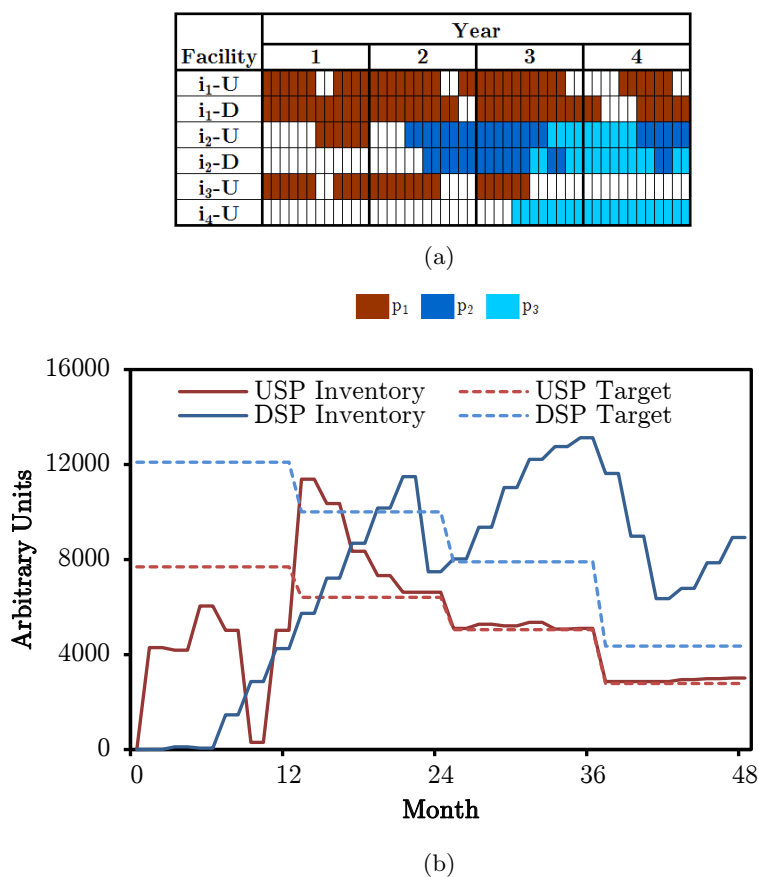 Year
Facility 1 2 3 4
i₁-U
i₁-D
i₂-U
i₂-D
i₃-U
i₄-U
(a)
p₁ p₂ p₃
16000
12000
8000
4000
0
Arbitrary Units
USP Inventory USP Target
DSP Inventory DSP Target
0 12 24 36 48
Month
(b)